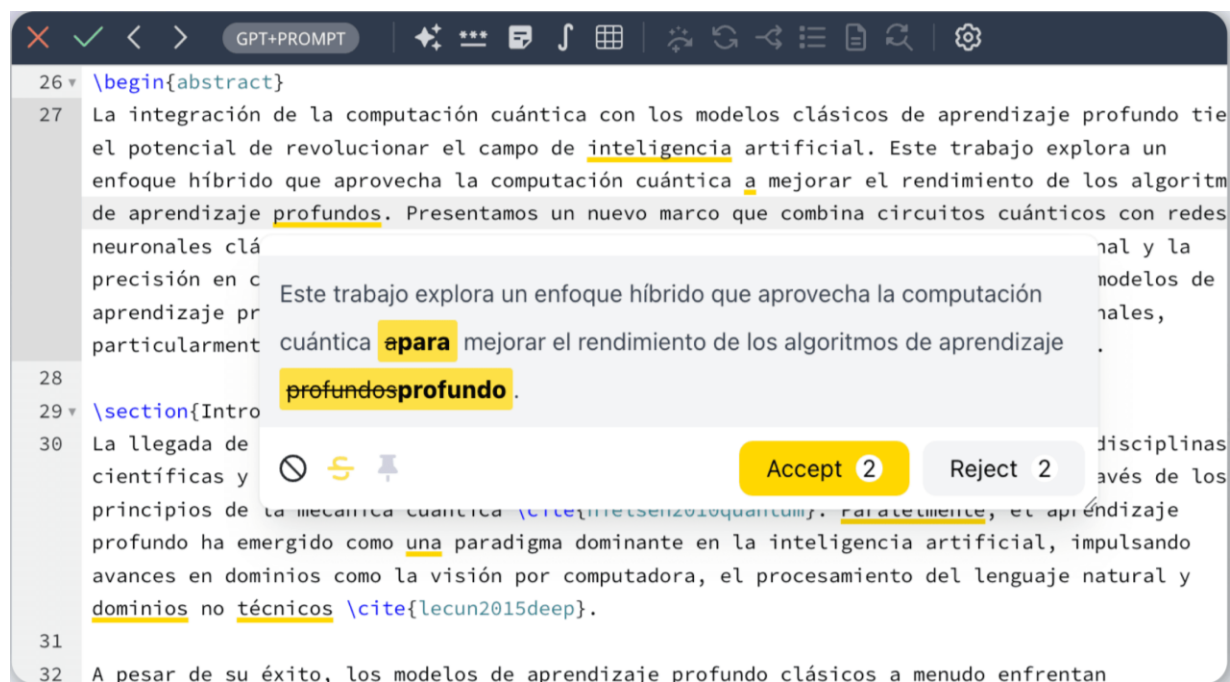 GPT+PROMPT
26 \begin{abstract}
27 La integración de la computación cuántica con los modelos clásicos de aprendizaje profundo tie
el potencial de revolucionar el campo de inteligencia artificial. Este trabajo explora un
enfoque híbrido que aprovecha la computación cuántica a mejorar el rendimiento de los algoritm
de aprendizaje profundos. Presentamos un nuevo marco que combina circuitos cuánticos con redes
neuronales clá nal y la
precisión en c modelos de
aprendizaje pr nales,
particularment .
Este trabajo explora un enfoque híbrido que aprovecha la computación
cuántica apara mejorar el rendimiento de los algoritmos de aprendizaje
profundosprofundo.
Accept 2 Reject 2
28
29 \section{Intro
30 La llegada de disciplinas
científicas y avés de los
principios de la mecánica cuántica \cite{nielsen2010quantum}. Paralelmente, el aprendizaje
profundo ha emergido como una paradigma dominante en la inteligencia artificial, impulsando
avances en dominios como la visión por computadora, el procesamiento del lenguaje natural y
dominios no técnicos \cite{lecun2015deep}.
31
32 A pesar de su éxito, los modelos de aprendizaje profundo clásicos a menudo enfrentan